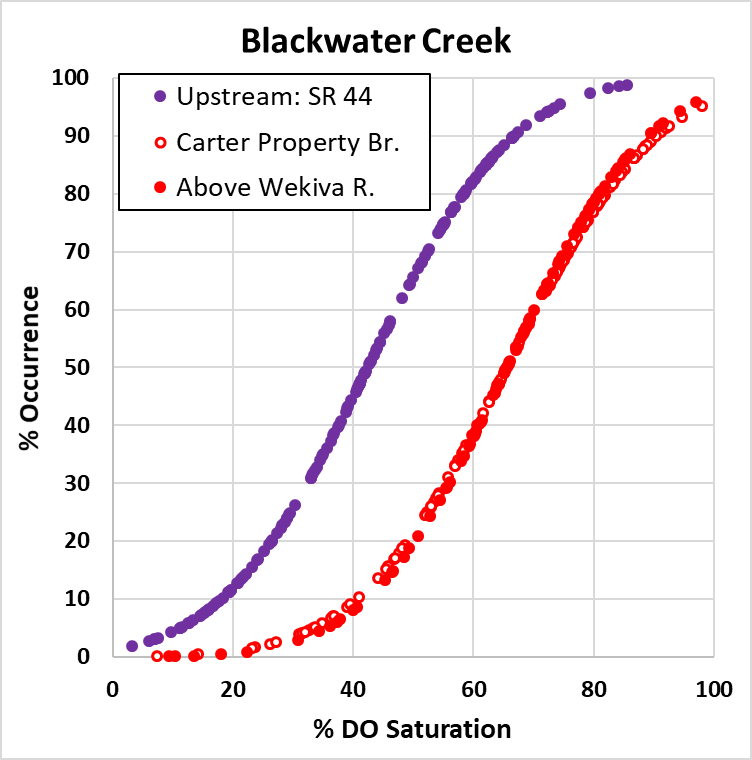 Blackwater Creek
Upstream: SR 44
Carter Property Br.
Above Wekiva R.
% Occurrence
100
90
80
70
60
50
40
30
20
10
0
0 20 40 60 80 100
% DO Saturation